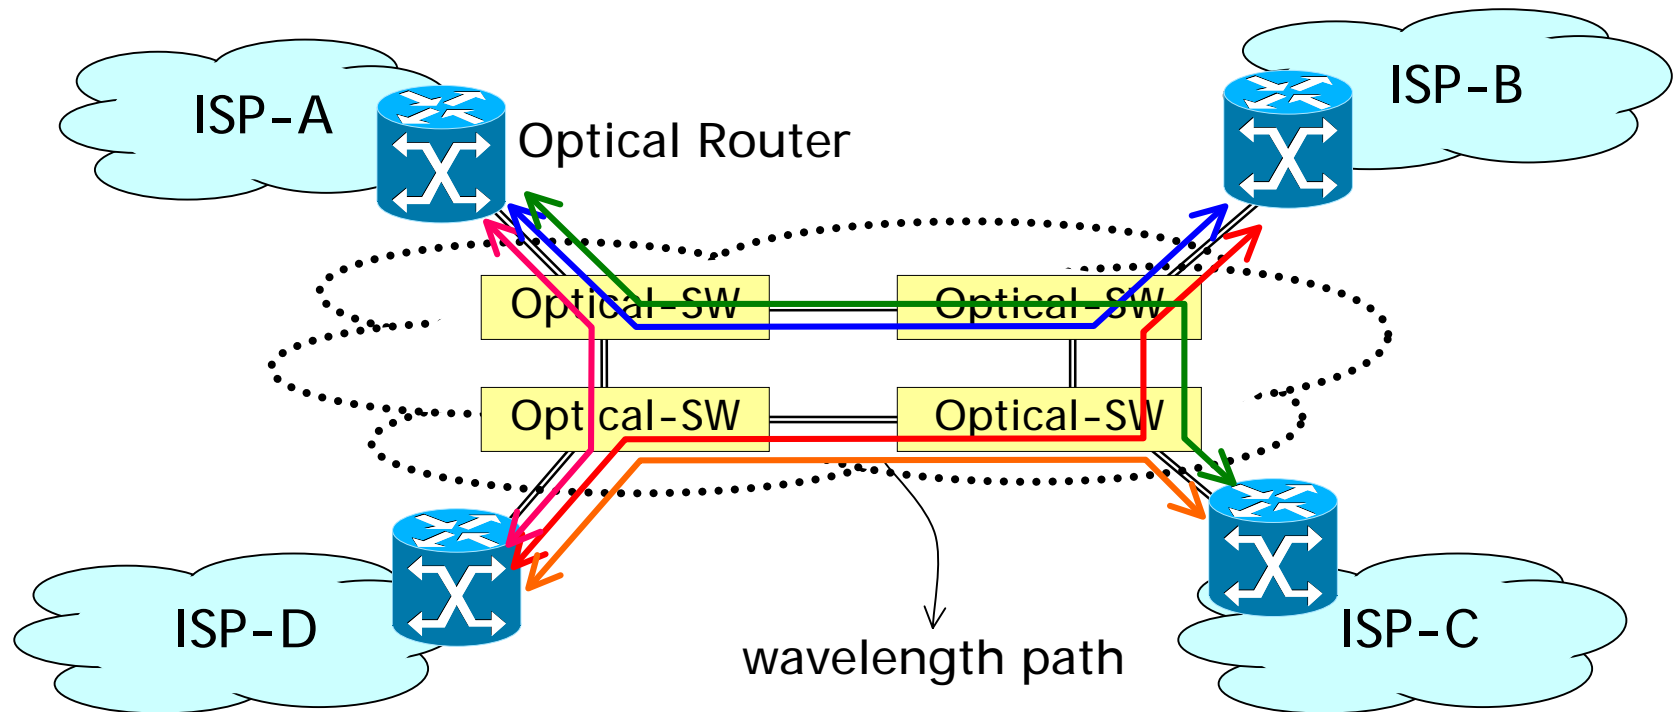 ISP-A
ISP-B
Optical Router
Optical-SW
Optical-SW
Optical-SW
Optical-SW
ISP-D
ISP-C
wavelength path